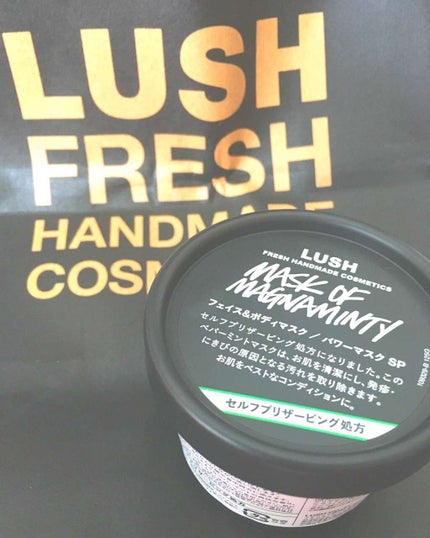 LUSH
FRESH
HANDMADE
COSM
LUSH
FRESH HANDMADE COSMETICS
MASK OF
MAGNAMINTY
フェイス&ボディマスク / パワーマスク SP
セルフプリザービング処方になりました。この
ペパーミントマスクは、お肌を清潔にし、発疹・
にきびの原因となる汚れを取り除きます。
お肌をベストなコンディションに。
セルフプリザービング処方